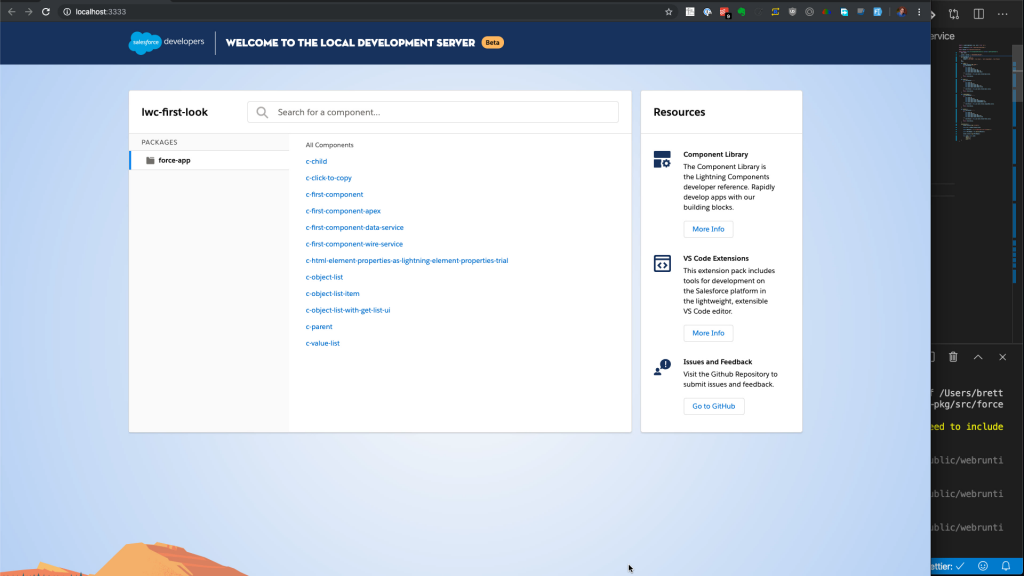 localhost:3333
salesforce developers
WELCOME TO THE LOCAL DEVELOPMENT SERVER Beta
lwc-first-look
Search for a component...
PACKAGES
force-app
All Components
c-child
c-click-to-copy
c-first-component
c-first-component-apex
c-first-component-data-service
c-first-component-wire-service
c-html-element-properties-as-lightning-element-properties-trial
c-object-list
c-object-list-item
c-object-list-with-get-list-ui
c-parent
c-value-list
Resources
Component Library
The Component Library is
the Lightning Components
developer reference. Rapidly
develop apps with our
building blocks.
More Info
VS Code Extensions
This extension pack includes
tools for development on
the Salesforce platform in
the lightweight, extensible
VS Code editor.
More Info
Issues and Feedback
Visit the Github Repository to
submit issues and feedback.
Go to GitHub
ervice
f /Users/brett
-pkg/src/force
eed to include
ublic/webrunti
ublic/webrunti
ublic/webrunti
ettier: